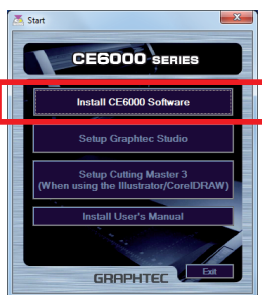 Start
CE6000 SERIES
Install CE6000 Software
Setup Graphtec Studio
Setup Cutting Master 3
(When using the Illustrator/CorelDRAW)
Install User's Manual
Exit
GRAPHTEC